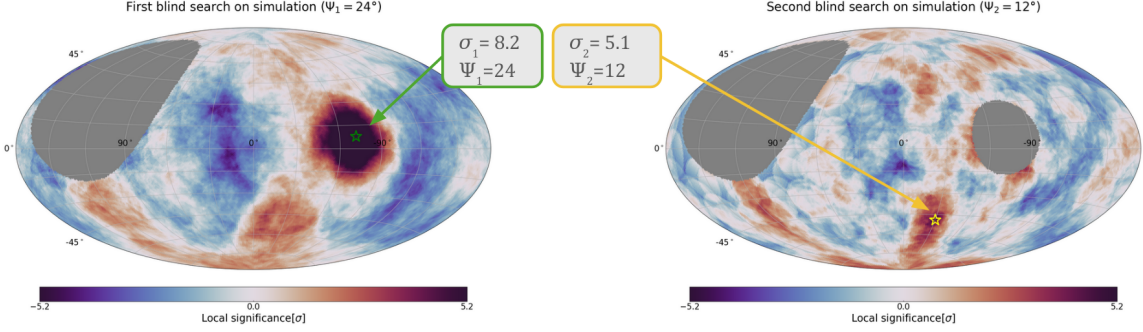 First blind search on simulation (Ψ₁ = 24°)
σ₁= 8.2
Ψ₁=24
45°
0°
-45°
90°
0°
-90°
−5.2
0.0
5.2
Local significance[σ]
Second blind search on simulation (Ψ₂ = 12°)
σ₂= 5.1
Ψ₂=12
45°
0°
-45°
90°
0°
-90°
−5.2
0.0
5.2
Local significance[σ]